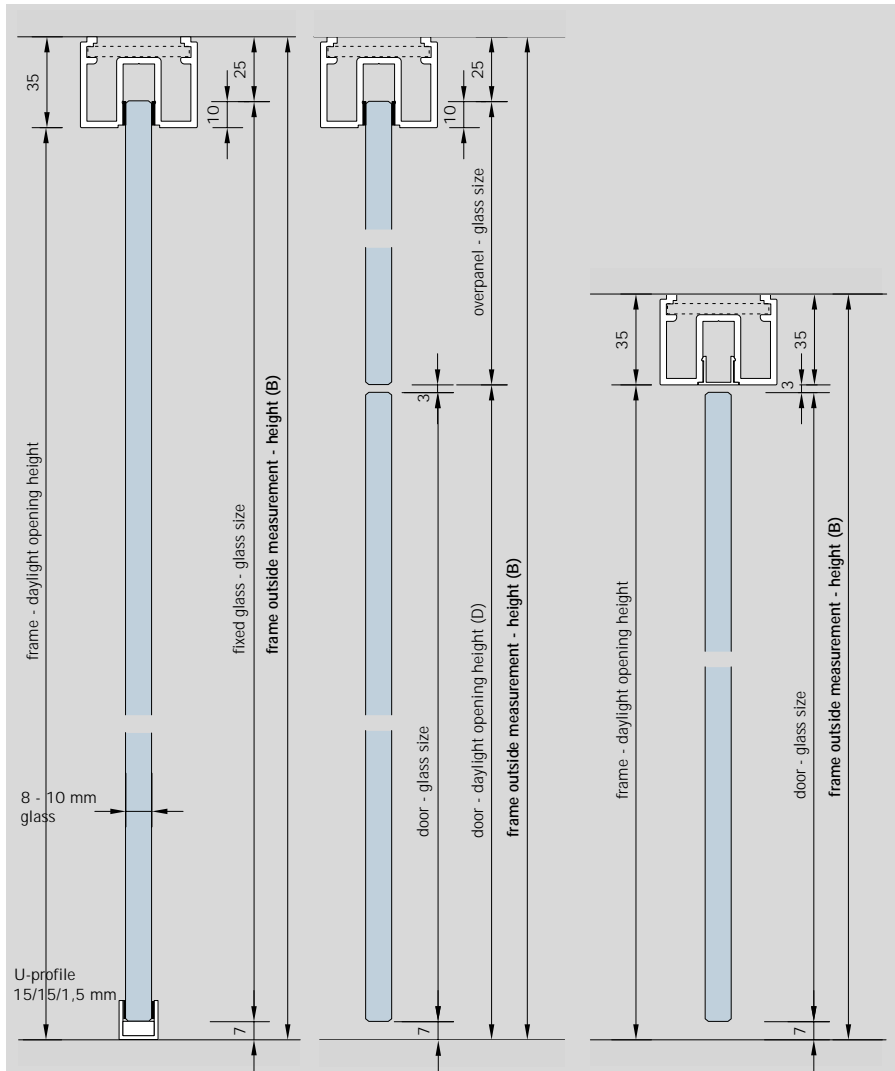 35
25
10
frame - daylight opening height
fixed glass - glass size
frame outside measurement - height (B)
8 - 10 mm
glass
U-profile
15/15/1,5 mm
7
25
10
overpanel - glass size
3
door - glass size
door - daylight opening height (D)
frame outside measurement - height (B)
7
35
35
3
frame - daylight opening height
door - glass size
frame outside measurement - height (B)
7